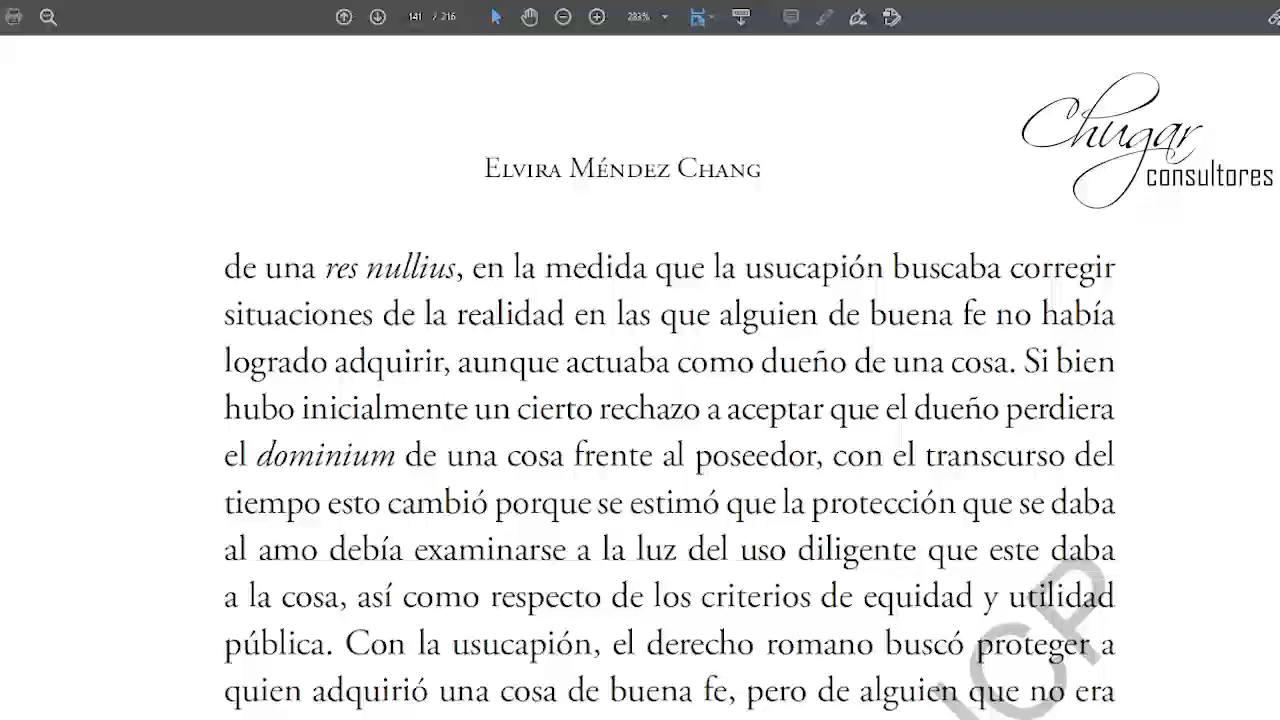 141 / 216
283%
Chugar
consultores
Elvira Méndez Chang
de una res nullius, en la medida que la usucapión buscaba corregir
situaciones de la realidad en las que alguien de buena fe no había
logrado adquirir, aunque actuaba como dueño de una cosa. Si bien
hubo inicialmente un cierto rechazo a aceptar que el dueño perdiera
el dominium de una cosa frente al poseedor, con el transcurso del
tiempo esto cambió porque se estimó que la protección que se daba
al amo debía examinarse a la luz del uso diligente que este daba
a la cosa, así como respecto de los criterios de equidad y utilidad
pública. Con la usucapión, el derecho romano buscó proteger a
quien adquirió una cosa de buena fe, pero de alguien que no era